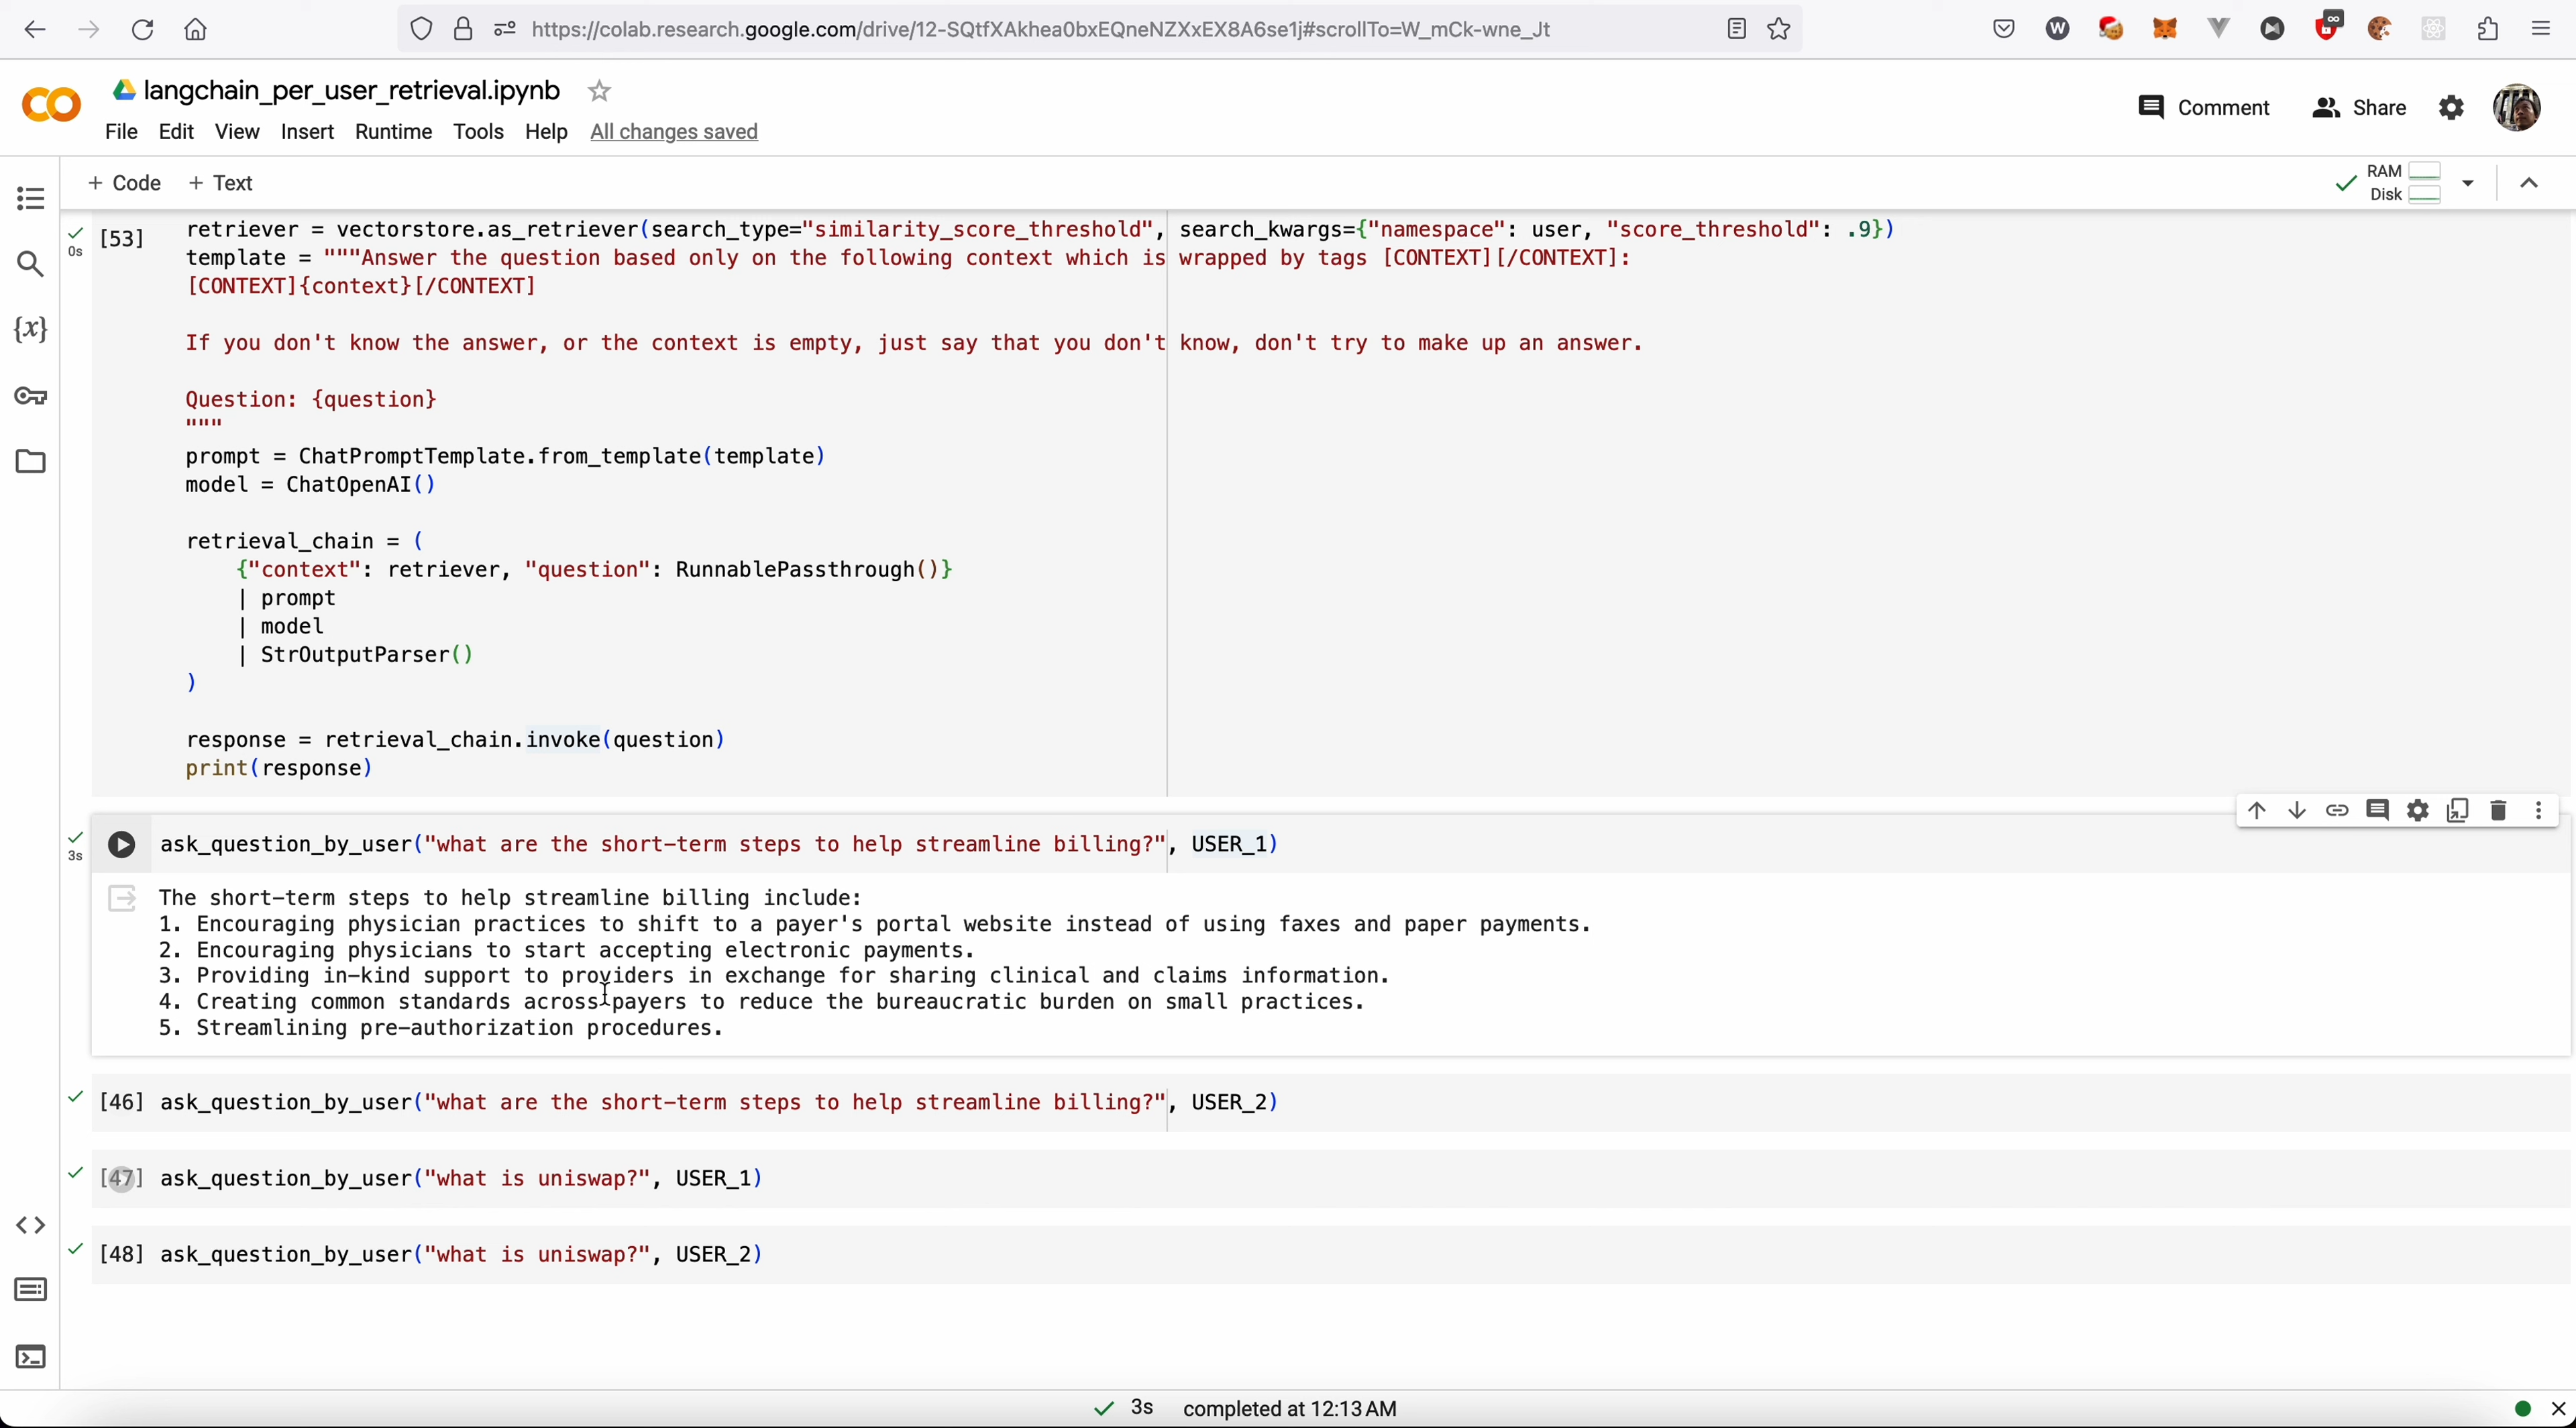 https://colab.research.google.com/drive/12-SQtfXAkhea0bxEQneNZXxEX8A6se1j#scrollTo=W_mCk-wne_Jt
langchain_per_user_retrieval.ipynb
Comment Share
File Edit View Insert Runtime Tools Help All changes saved
+ Code + Text
RAM
Disk
0s [53] retriever = vectorstore.as_retriever(search_type="similarity_score_threshold", search_kwargs={"namespace": user, "score_threshold": .9})
template = """Answer the question based only on the following context which is wrapped by tags [CONTEXT][/CONTEXT]:
[CONTEXT]{context}[/CONTEXT]
If you don't know the answer, or the context is empty, just say that you don't know, don't try to make up an answer.
Question: {question}
"""
prompt = ChatPromptTemplate.from_template(template)
model = ChatOpenAI()
retrieval_chain = (
{"context": retriever, "question": RunnablePassthrough()}
| prompt
| model
| StrOutputParser()
)
response = retrieval_chain.invoke(question)
print(response)
3s ask_question_by_user("what are the short-term steps to help streamline billing?", USER_1)
The short-term steps to help streamline billing include:
1. Encouraging physician practices to shift to a payer's portal website instead of using faxes and paper payments.
2. Encouraging physicians to start accepting electronic payments.
3. Providing in-kind support to providers in exchange for sharing clinical and claims information.
4. Creating common standards across payers to reduce the bureaucratic burden on small practices.
5. Streamlining pre-authorization procedures.
[46] ask_question_by_user("what are the short-term steps to help streamline billing?", USER_2)
[47] ask_question_by_user("what is uniswap?", USER_1)
[48] ask_question_by_user("what is uniswap?", USER_2)
3s completed at 12:13 AM